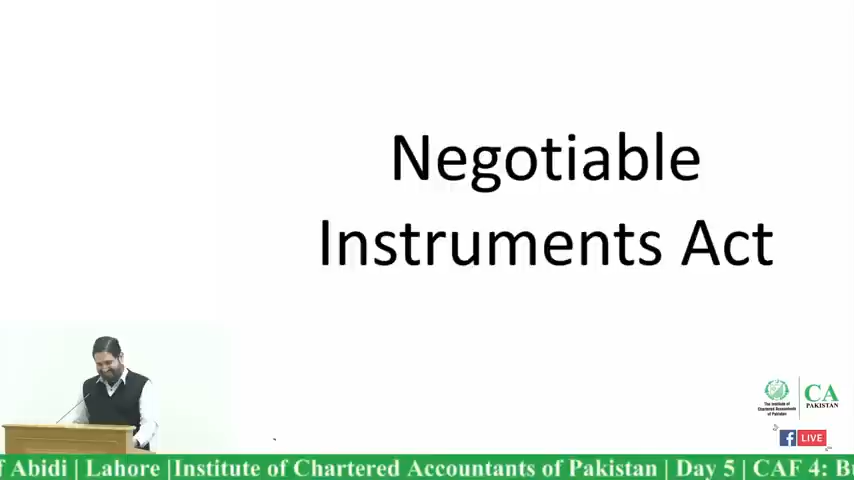 Negotiable
Instruments Act
The Institute of
Chartered Accountants
of Pakistan
CA
PAKISTAN
LIVE
f Abidi | Lahore |Institute of Chartered Accountants of Pakistan | Day 5 | CAF 4: Bu